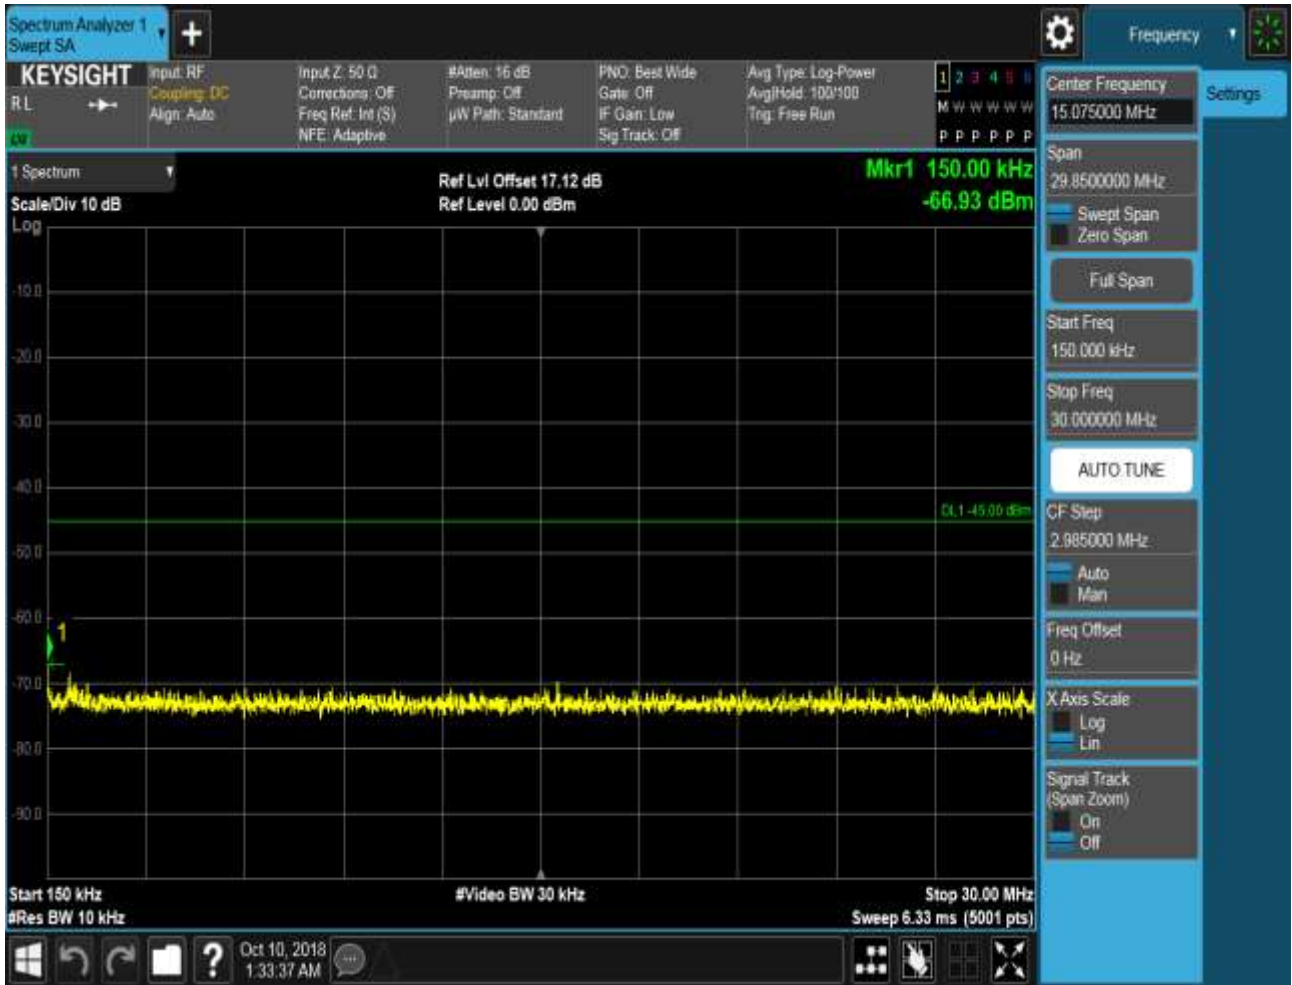 Spectrum Analyzer 1
Swept SA
Frequency
KEYSIGHT
RL
Input: RF
Coupling: DC
Align: Auto
Input Z: 50 Ω
Corrections: Off
Freq Ref: Int (S)
NFE: Adaptive
#Atten: 16 dB
Preamp: Off
µW Path: Standard
PNO: Best Wide
Gate: Off
IF Gain: Low
Sig Track: Off
Avg Type: Log-Power
Avg|Hold: 100/100
Trig: Free Run
1 2 3 4 5 6
M W W W W W
P P P P P P
1 Spectrum
Scale/Div 10 dB
Log
Ref Lvl Offset 17.12 dB
Ref Level 0.00 dBm
Mkr1 150.00 kHz
-66.93 dBm
-10.0
-20.0
-30.0
-40.0
-50.0
-60.0
-70.0
-80.0
-90.0
DL1 -45.00 dBm
1
Start 150 kHz
#Res BW 10 kHz
#Video BW 30 kHz
Stop 30.00 MHz
Sweep 6.33 ms (5001 pts)
Oct 10, 2018
1:33:37 AM
Center Frequency
15.075000 MHz
Settings
Span
29.8500000 MHz
Swept Span
Zero Span
Full Span
Start Freq
150.000 kHz
Stop Freq
30.000000 MHz
AUTO TUNE
CF Step
2.985000 MHz
Auto
Man
Freq Offset
0 Hz
X Axis Scale
Log
Lin
Signal Track
(Span Zoom)
On
Off